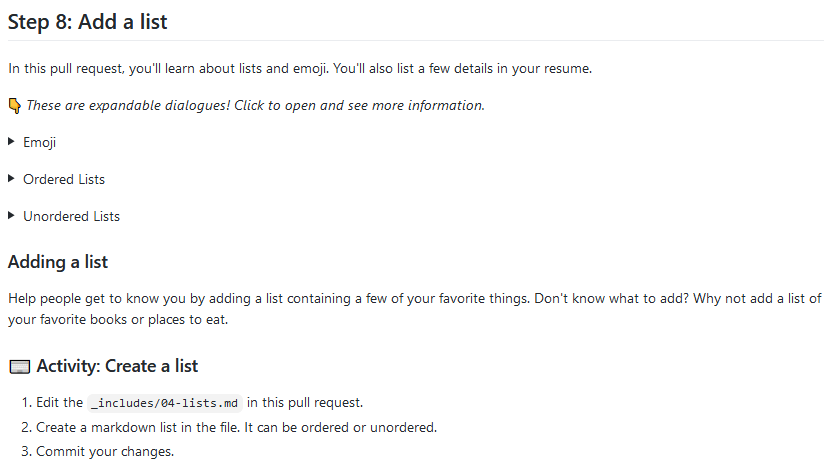 Step 8: Add a list
In this pull request, you'll learn about lists and emoji. You'll also list a few details in your resume.
👇 These are expandable dialogues! Click to open and see more information.
Emoji
Ordered Lists
Unordered Lists
Adding a list
Help people get to know you by adding a list containing a few of your favorite things. Don't know what to add? Why not add a list of
your favorite books or places to eat.
⌨️ Activity: Create a list
1. Edit the _includes/04-lists.md in this pull request.
2. Create a markdown list in the file. It can be ordered or unordered.
3. Commit your changes.